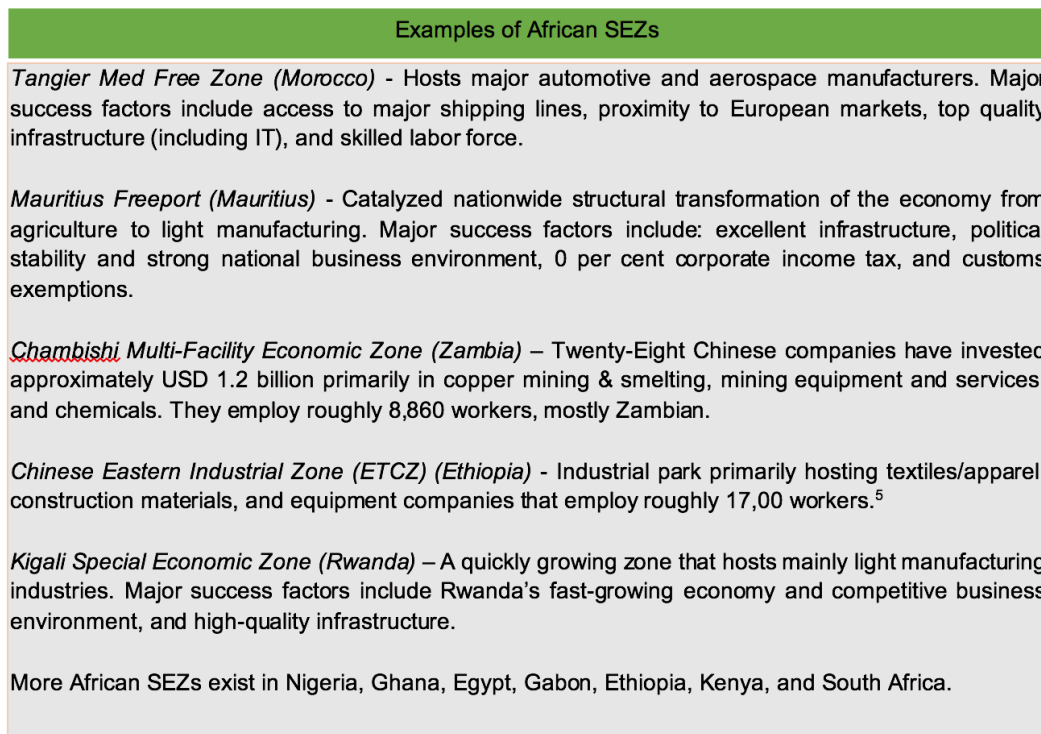 Examples of African SEZs
Tangier Med Free Zone (Morocco) - Hosts major automotive and aerospace manufacturers. Major
success factors include access to major shipping lines, proximity to European markets, top quality
infrastructure (including IT), and skilled labor force.
Mauritius Freeport (Mauritius) - Catalyzed nationwide structural transformation of the economy from
agriculture to light manufacturing. Major success factors include: excellent infrastructure, politica
stability and strong national business environment, 0 per cent corporate income tax, and customs
exemptions.
Chambishi Multi-Facility Economic Zone (Zambia) – Twenty-Eight Chinese companies have invested
approximately USD 1.2 billion primarily in copper mining & smelting, mining equipment and services
and chemicals. They employ roughly 8,860 workers, mostly Zambian.
Chinese Eastern Industrial Zone (ETCZ) (Ethiopia) - Industrial park primarily hosting textiles/apparel
construction materials, and equipment companies that employ roughly 17,00 workers.5
Kigali Special Economic Zone (Rwanda) – A quickly growing zone that hosts mainly light manufacturing
industries. Major success factors include Rwanda's fast-growing economy and competitive business
environment, and high-quality infrastructure.
More African SEZs exist in Nigeria, Ghana, Egypt, Gabon, Ethiopia, Kenya, and South Africa.